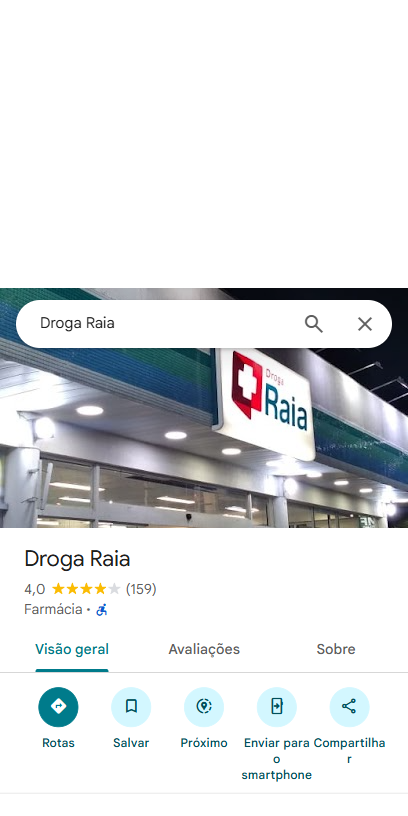 Droga Raia
Droga
Raia
Droga Raia
4,0 (159)
Farmácia ·
Visão geral
Avaliações
Sobre
Rotas
Salvar
Próximo
Enviar para
o
smartphone
Compartilha
r